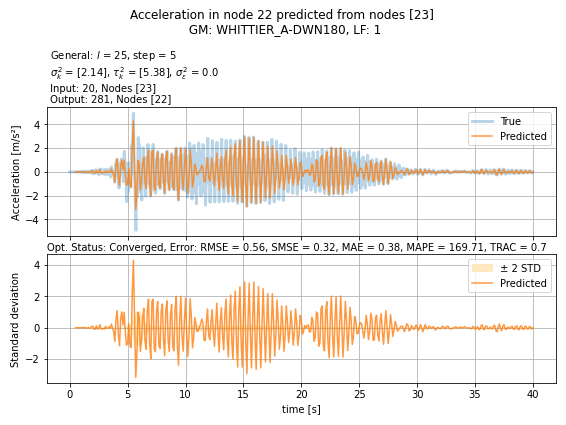 Acceleration in node 22 predicted from nodes [23]
GM: WHITTIER_A-DWN180, LF: 1
General: l = 25, step = 5
σ²ₖ = [2.14], τ²ₖ = [5.38], σ²ε = 0.0
Input: 20, Nodes [23]
Output: 281, Nodes [22]
Acceleration [m/s²]
4
2
0
−2
−4
True
Predicted
Opt. Status: Converged, Error: RMSE = 0.56, SMSE = 0.32, MAE = 0.38, MAPE = 169.71, TRAC = 0.7
Standard deviation
4
2
0
−2
± 2 STD
Predicted
0 5 10 15 20 25 30 35 40
time [s]